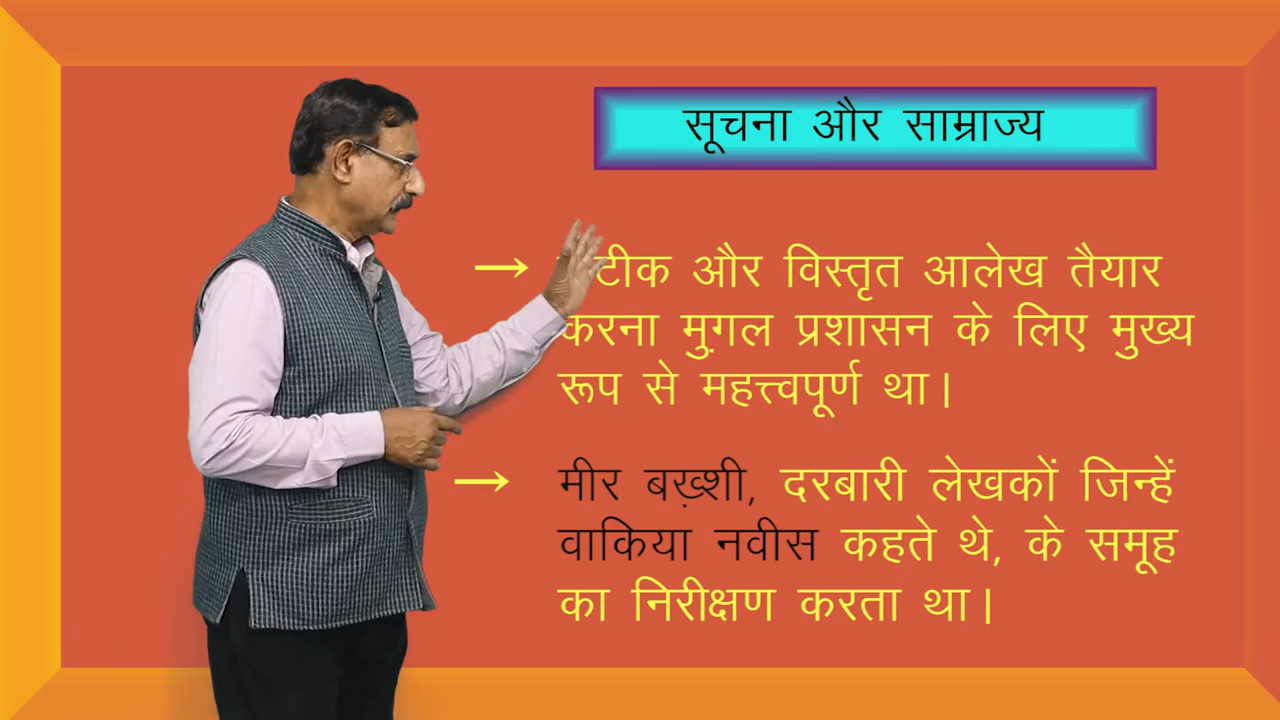 सूचना और साम्राज्य
और विस्तृत आलेख तैयार
करना मुग़ल प्रशासन के लिए मुख्य
रूप से महत्त्वपूर्ण था।
मीर बख़्शी, दरबारी लेखकों जिन्हें
वाकिया नवीस कहते थे, के समूह
का निरीक्षण करता था।